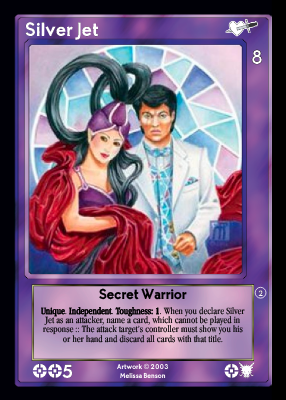 Silver Jet
8
Secret Warrior
2
Unique. Independent. Toughness: 1. When you declare Silver
Jet as an attacker, name a card, which cannot be played in
response :: The attack target's controller must show you his
or her hand and discard all cards with that title.
5
Artwork © 2003
Melissa Benson